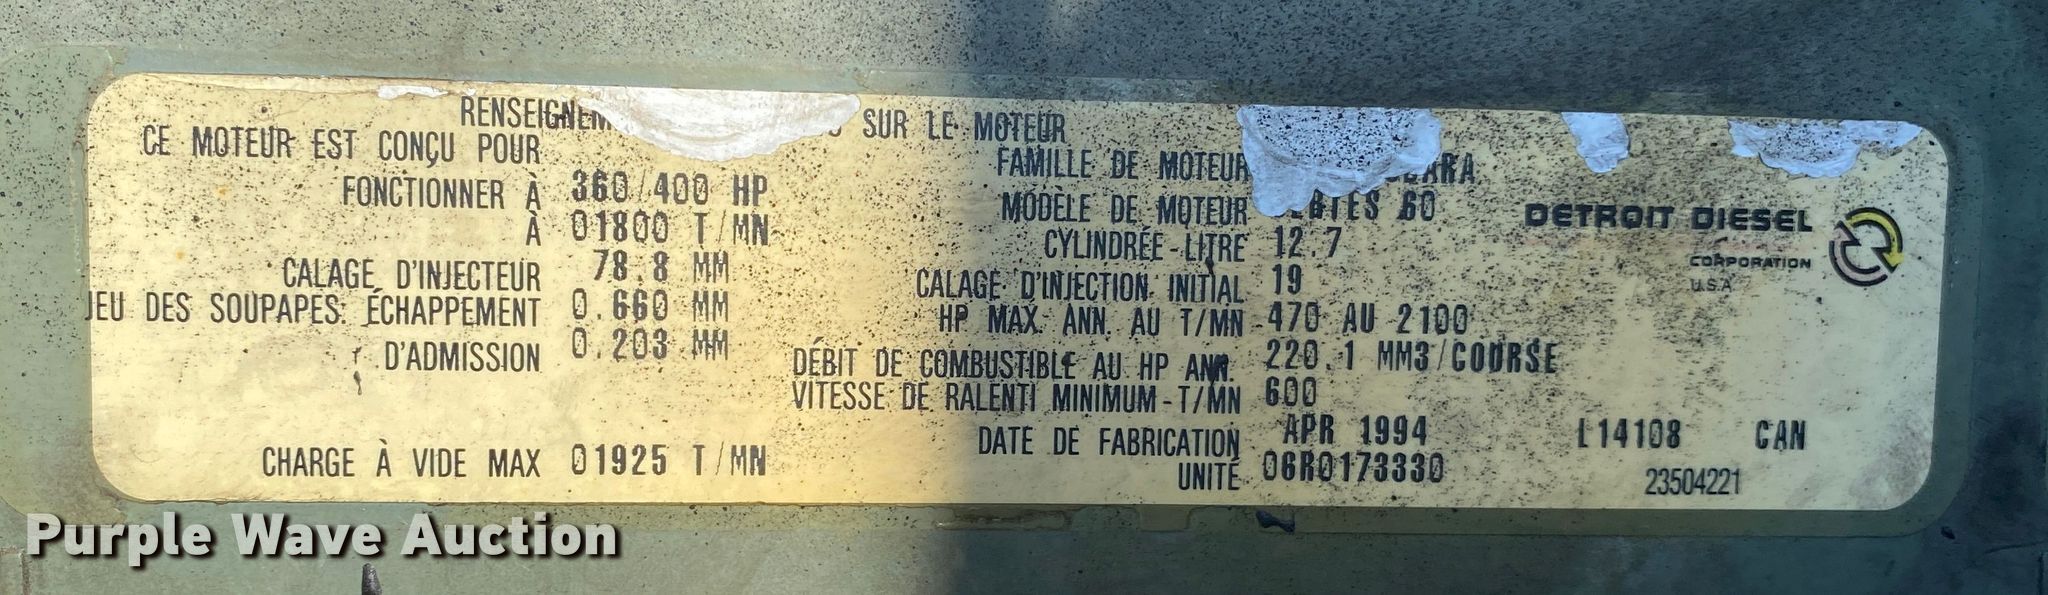 SUR LE MOTEUR
CE MOTEUR EST CONÇU POUR
FONCTIONNER À 360/400 HP
À 01800 T/MN
CALAGE D'INJECTEUR 78.8 MM
JEU DES SOUPAPES: ÉCHAPPEMENT 0.660 MM
D'ADMISSION 0.203 MM
CHARGE À VIDE MAX 01925 T/MN
FAMILLE DE MOTEUR
MODÈLE DE MOTEUR SERIES 60
CYLINDRÉE-LITRE 12.7
CALAGE D'INJECTION INITIAL 19
HP MAX. ANN. AU T/MN 470 AU 2100
DÉBIT DE COMBUSTIBLE AU HP ANN. 220.1 MM3/COURSE
VITESSE DE RALENTI MINIMUM-T/MN 600
DATE DE FABRICATION APR 1994
UNITÉ 06R0173330
DETROIT DIESEL
CORPORATION
U.S.A
L14108 CAN
23504221
Purple Wave Auction